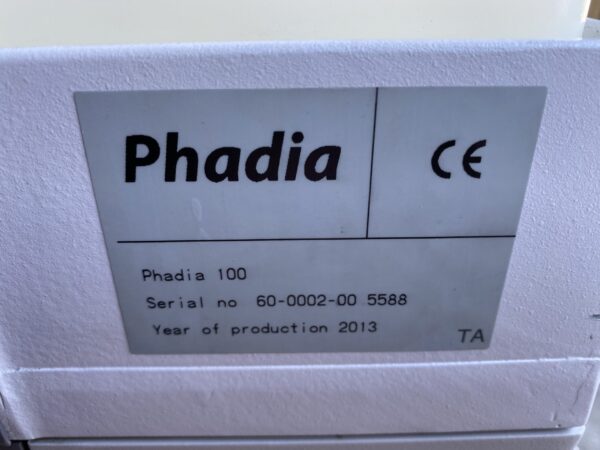 Phadia
CE
Phadia 100
Serial no 60-0002-00 5588
Year of production 2013
TA